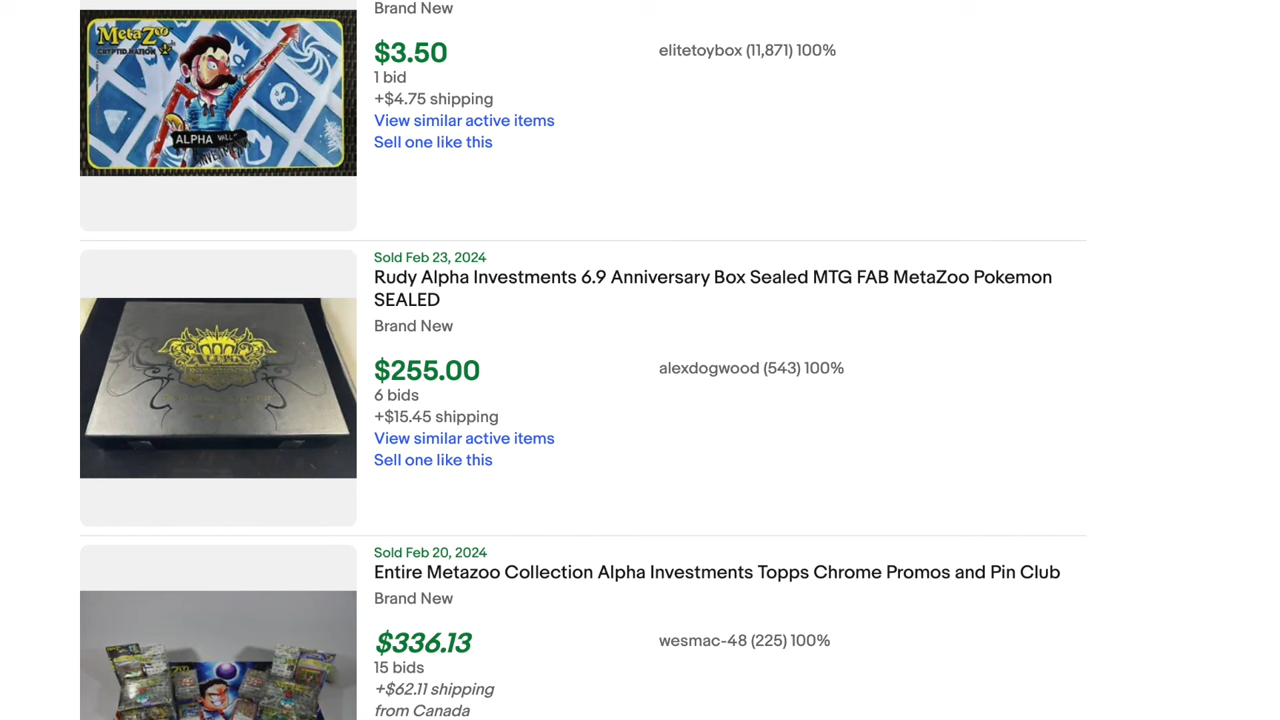 Brand New
MetaZoo
CRYPTID NATION
ALPHA
INVESTMENTS
$3.50
1 bid
+$4.75 shipping
View similar active items
Sell one like this
elitetoybox (11,871) 100%
Sold Feb 23, 2024
Rudy Alpha Investments 6.9 Anniversary Box Sealed MTG FAB MetaZoo Pokemon
SEALED
Brand New
ALPHA
$255.00
6 bids
+$15.45 shipping
View similar active items
Sell one like this
alexdogwood (543) 100%
Sold Feb 20, 2024
Entire Metazoo Collection Alpha Investments Topps Chrome Promos and Pin Club
Brand New
$336.13
15 bids
+$62.11 shipping
from Canada
wesmac-48 (225) 100%